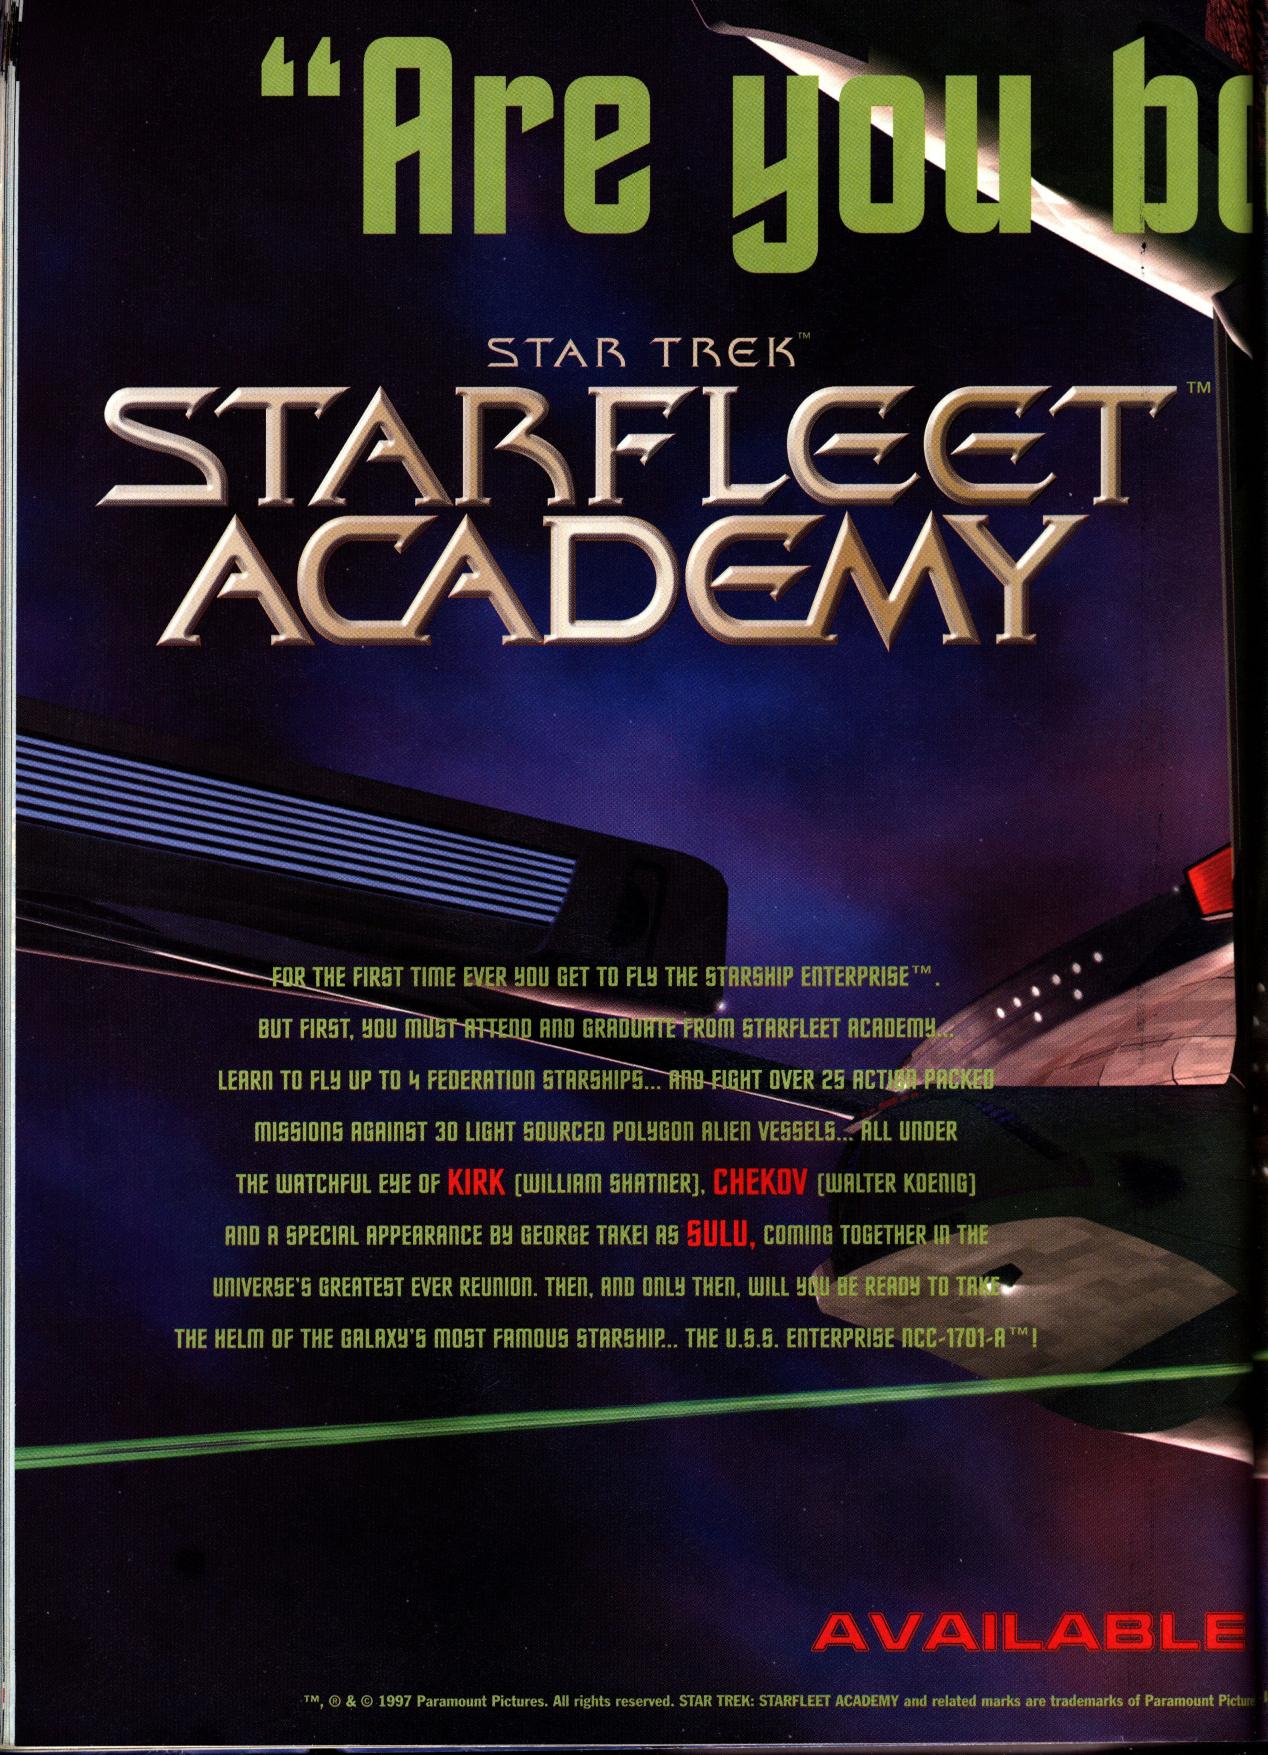 “Are you bo
STAR TREK™
STARFLEET™
ACADEMY
FOR THE FIRST TIME EVER YOU GET TO FLY THE STARSHIP ENTERPRISE™.
BUT FIRST, YOU MUST ATTEND AND GRADUATE FROM STARFLEET ACADEMY...
LEARN TO FLY UP TO 4 FEDERATION STARSHIPS... AND FIGHT OVER 25 ACTION PACKED
MISSIONS AGAINST 30 LIGHT SOURCED POLYGON ALIEN VESSELS... ALL UNDER
THE WATCHFUL EYE OF KIRK (WILLIAM SHATNER), CHEKOV (WALTER KOENIG)
AND A SPECIAL APPEARANCE BY GEORGE TAKEI AS SULU, COMING TOGETHER IN THE
UNIVERSE'S GREATEST EVER REUNION. THEN, AND ONLY THEN, WILL YOU BE READY TO TAKE
THE HELM OF THE GALAXY'S MOST FAMOUS STARSHIP... THE U.S.S. ENTERPRISE NCC-1701-A™!
AVAILABLE
™, ® & © 1997 Paramount Pictures. All rights reserved. STAR TREK: STARFLEET ACADEMY and related marks are trademarks of Paramount Picture